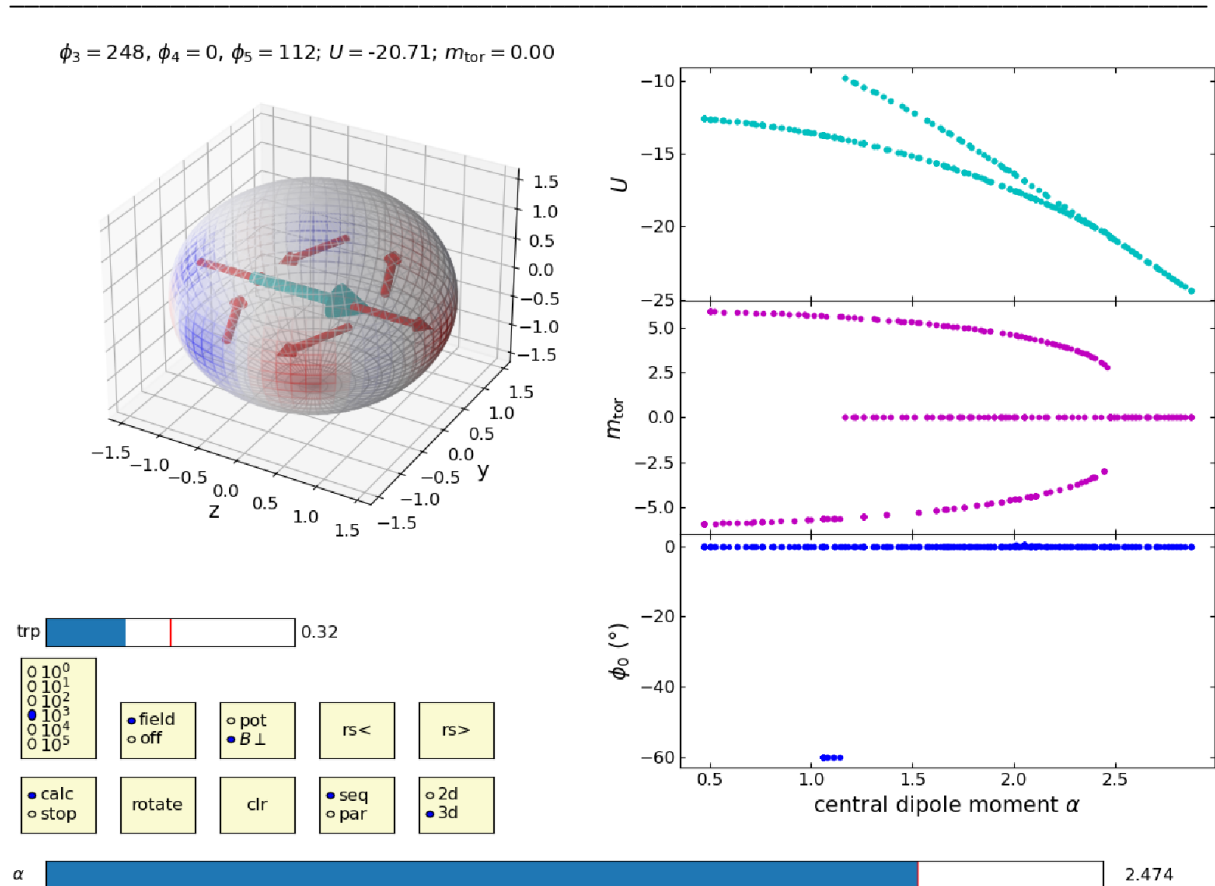 ϕ3 = 248, ϕ4 = 0, ϕ5 = 112; U = -20.71; mtor = 0.00
1.5
1.0
0.5
0.0
−0.5
−1.0
−1.5
−1.5
−1.0
−0.5
0.0
0.5
1.0
1.5
z
−1.5
−1.0
−0.5
0.0
0.5
1.0
1.5
y
−10
−15
−20
−25
U
5.0
2.5
0.0
−2.5
−5.0
mtor
0
−20
−40
−60
ϕ0 (°)
0.5 1.0 1.5 2.0 2.5
central dipole moment α
trp 0.32
10^0
10^1
10^2
10^3
10^4
10^5
field
off
pot
B⊥
rs<
rs>
calc
stop
rotate
clr
seq
par
2d
3d
α 2.474